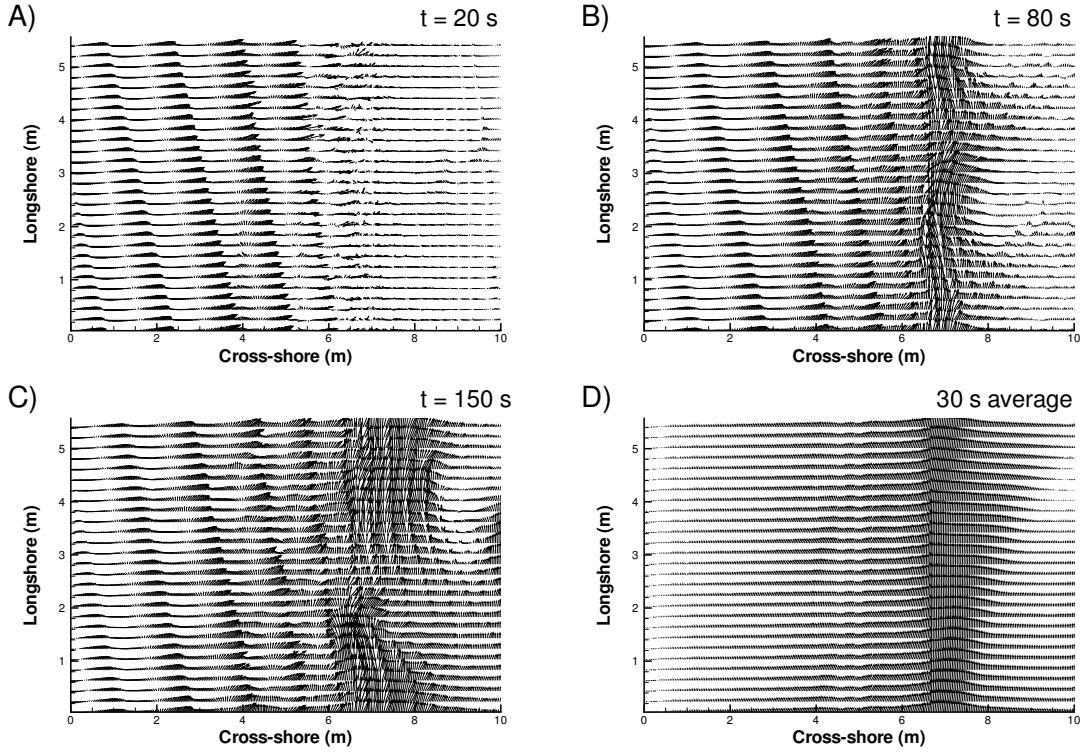 A)
t = 20 s
5
4
3
2
1
0 2 4 6 8 10
Longshore (m)
Cross-shore (m)
B)
t = 80 s
5
4
3
2
1
0 2 4 6 8 10
Longshore (m)
Cross-shore (m)
C)
t = 150 s
5
4
3
2
1
0 2 4 6 8 10
Longshore (m)
Cross-shore (m)
D)
30 s average
5
4
3
2
1
0 2 4 6 8 10
Longshore (m)
Cross-shore (m)